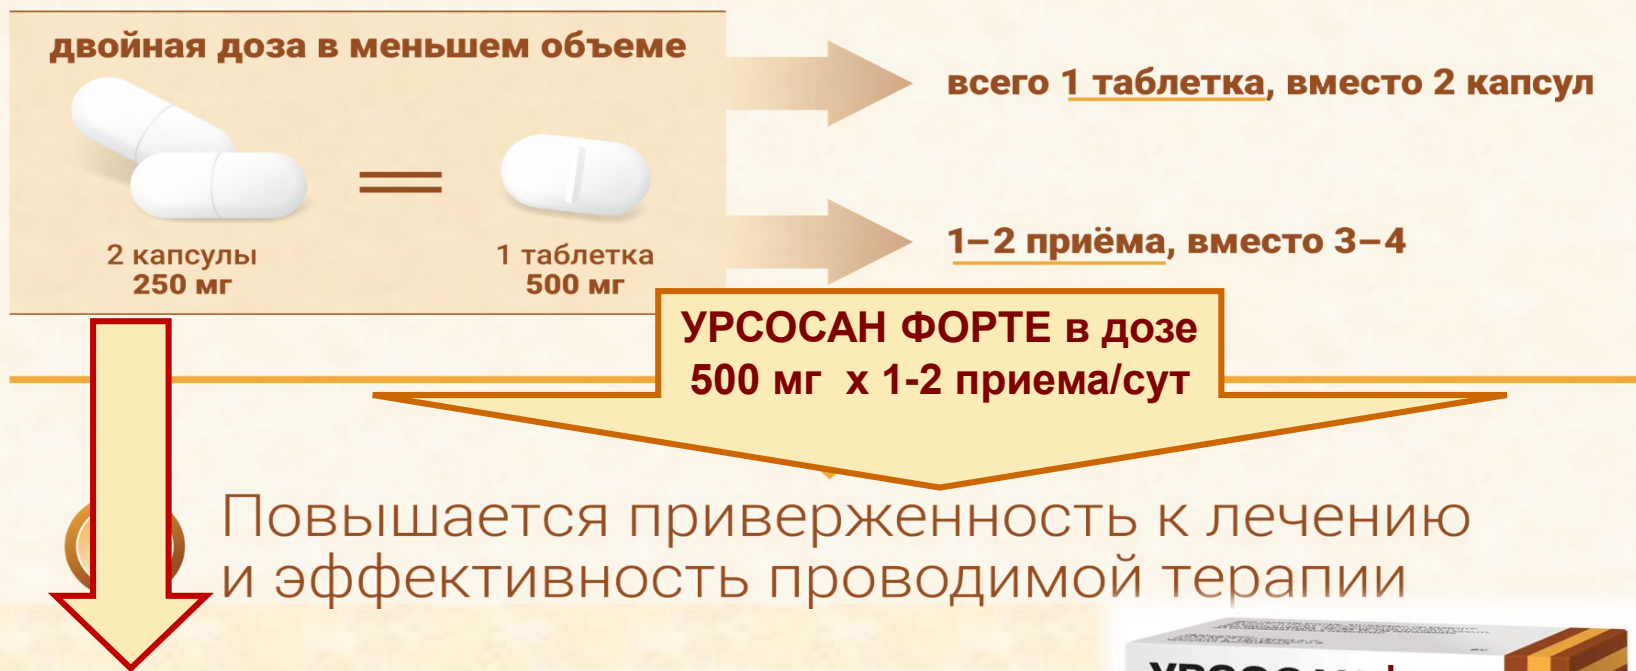 двойная доза в меньшем объеме
2 капсулы
250 мг
1 таблетка
500 мг
всего 1 таблетка, вместо 2 капсул
1–2 приёма, вместо 3–4
УРСОСАН ФОРТЕ в дозе
500 мг х 1-2 приема/сут
Повышается приверженность к лечению
и эффективность проводимой терапии